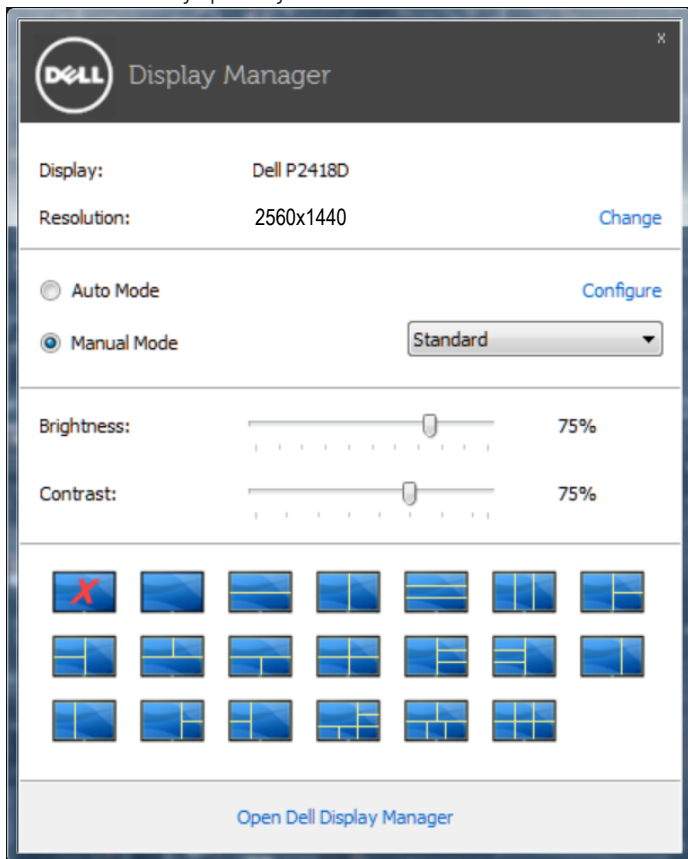 x
DELL Display Manager
Display: Dell P2418D
Resolution: 2560x1440 Change
Auto Mode Configure
Manual Mode Standard
Brightness: 75%
Contrast: 75%
X
Open Dell Display Manager